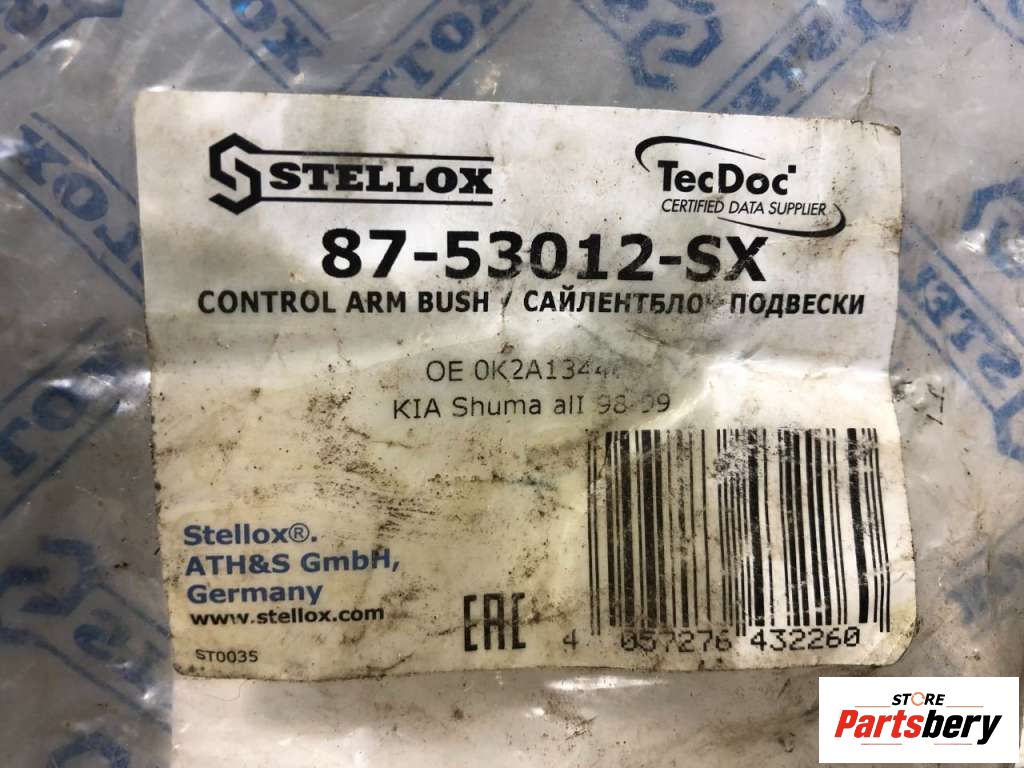 STELLOX
TecDoc
CERTIFIED DATA SUPPLIER
87-53012-SX
CONTROL ARM BUSH / САЙЛЕНТБЛО ПОДВЕСКИ
OE
KIA Shuma all 98-99
Stellox®.
ATH&S GmbH,
Germany
www.stellox.com
ST0035
EAC
4 057276 432260
STORE
Partsbery